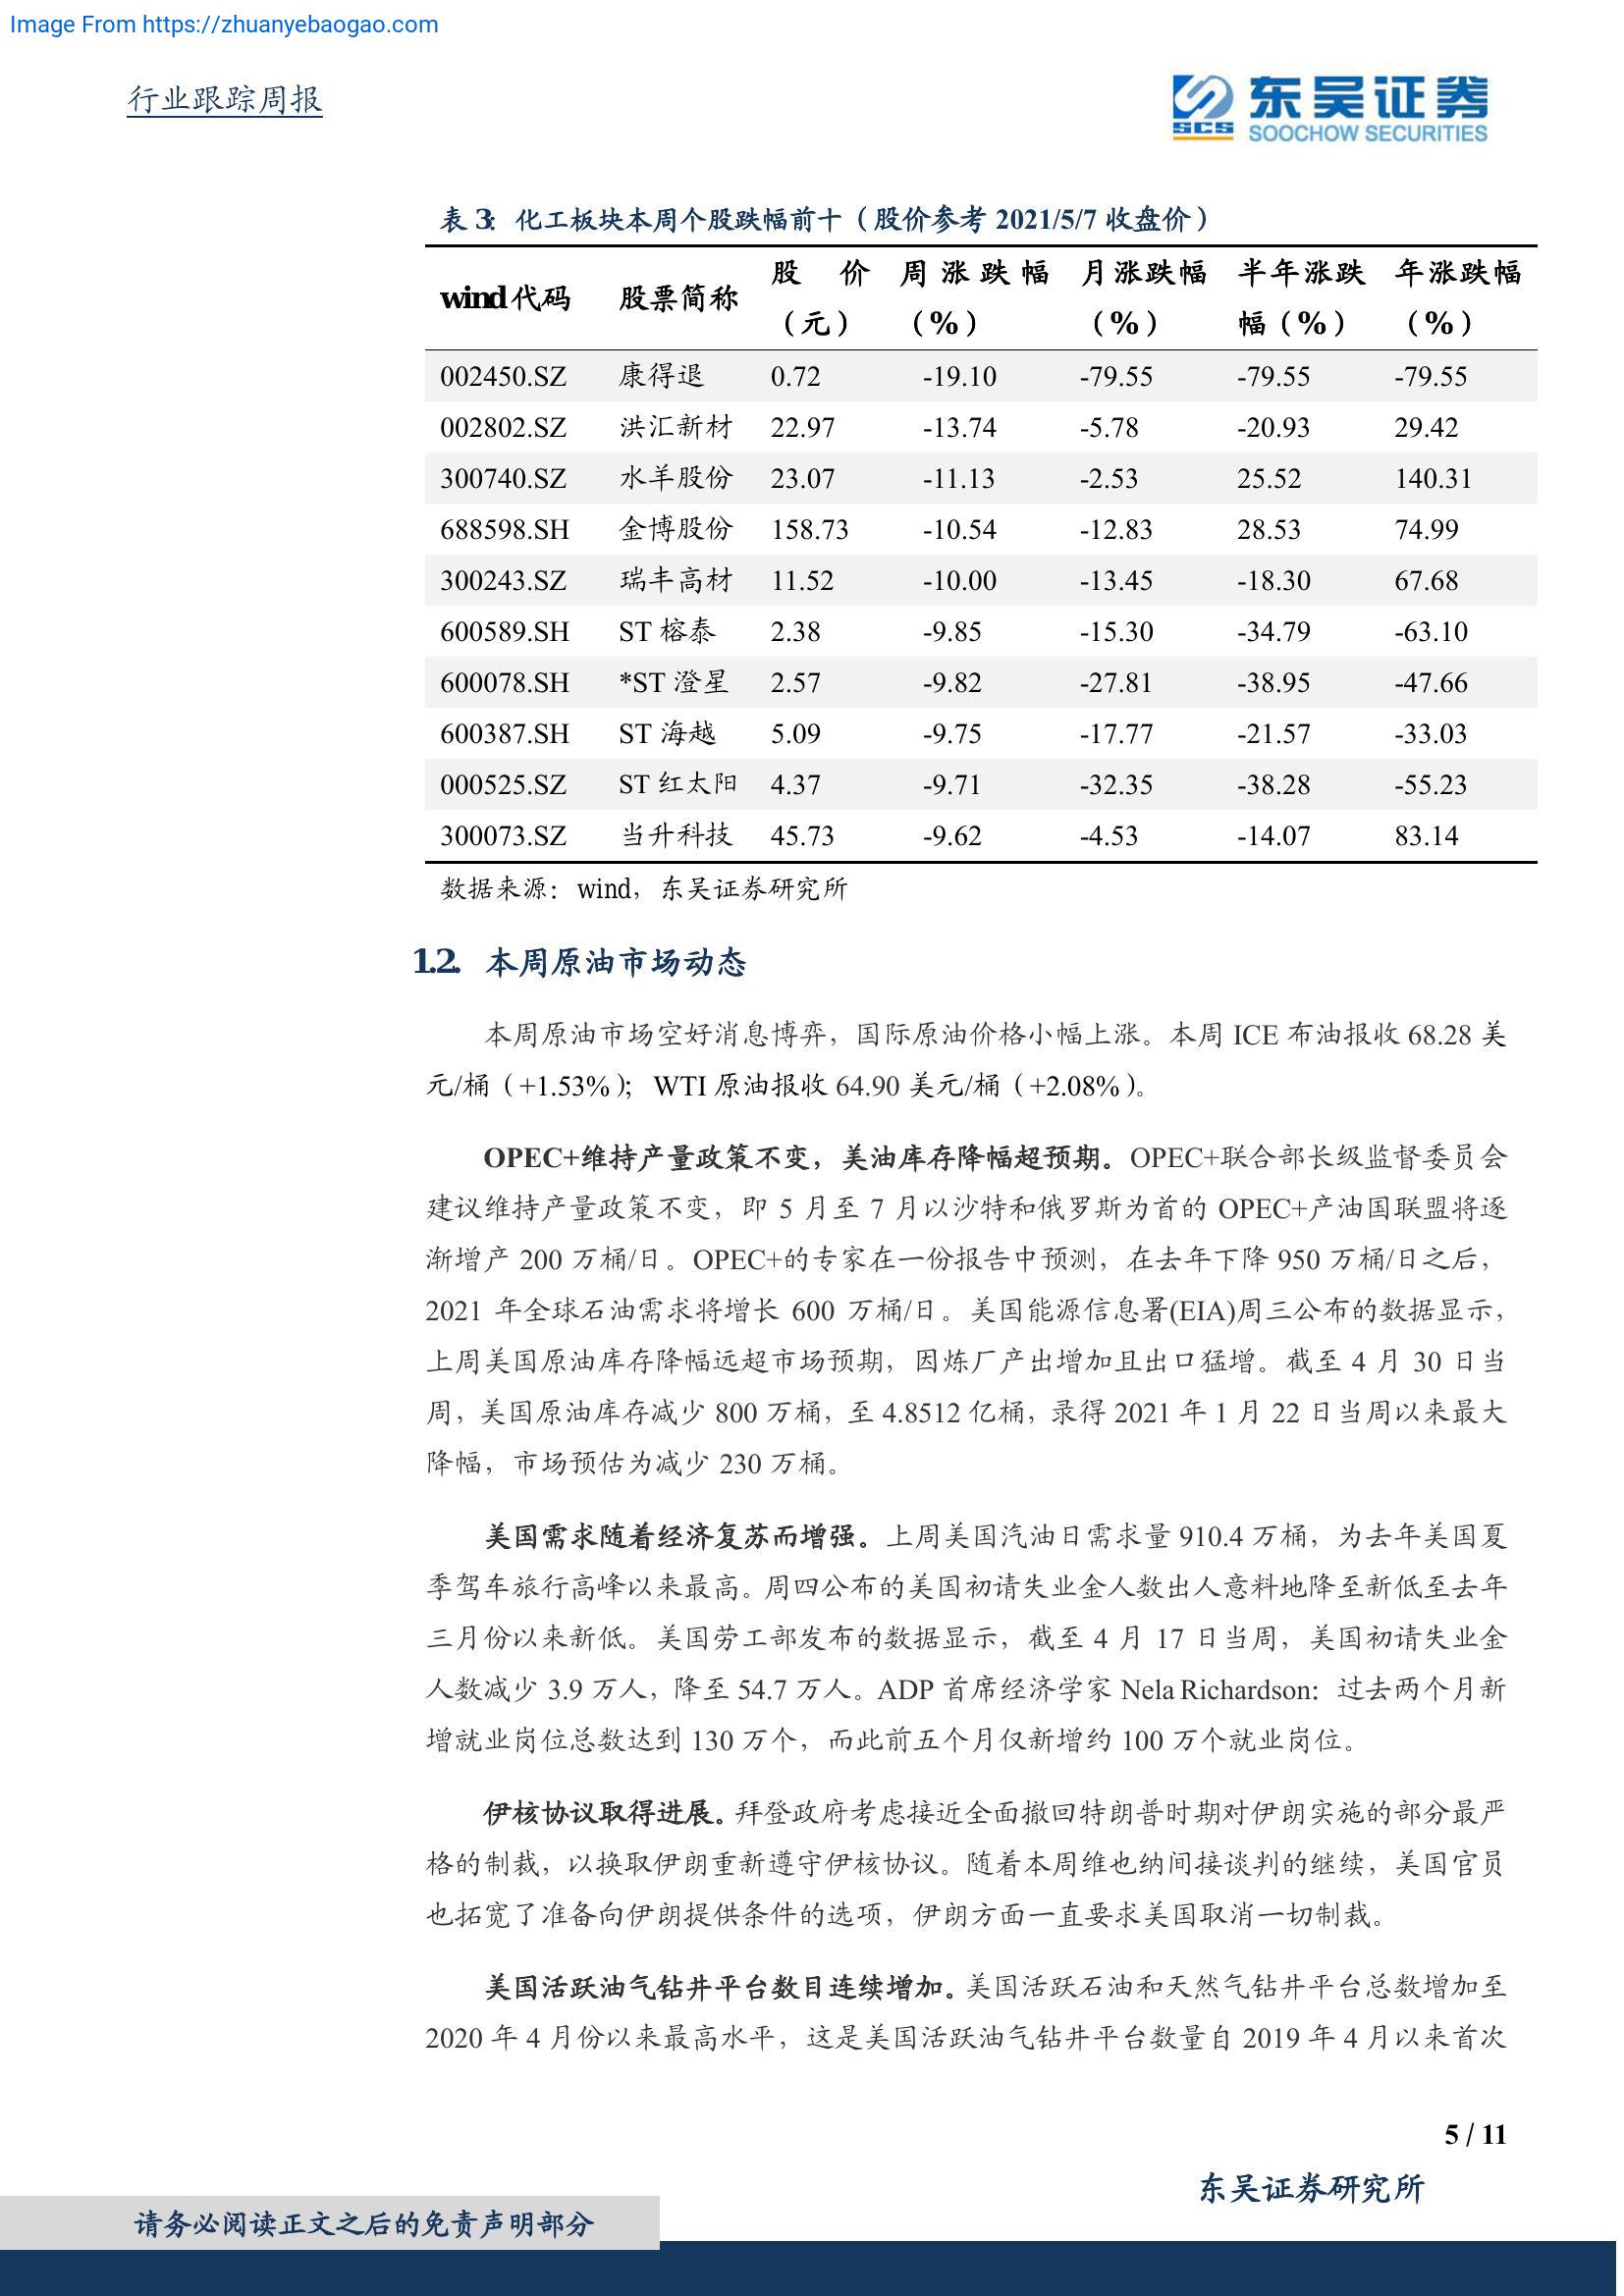 Image From https://zhuanyebaogao.com
行业跟踪周报
SCS 东吴证券
SOOCHOW SECURITIES
表 3: 化工板块本周个股跌幅前十（股价参考 2021/5/7 收盘价）
wind代码 股票简称 股 价（元） 周涨跌幅（%） 月涨跌幅（%） 半年涨跌幅（%） 年涨跌幅（%）
002450.SZ 康得退 0.72 -19.10 -79.55 -79.55 -79.55
002802.SZ 洪汇新材 22.97 -13.74 -5.78 -20.93 29.42
300740.SZ 水羊股份 23.07 -11.13 -2.53 25.52 140.31
688598.SH 金博股份 158.73 -10.54 -12.83 28.53 74.99
300243.SZ 瑞丰高材 11.52 -10.00 -13.45 -18.30 67.68
600589.SH ST 榕泰 2.38 -9.85 -15.30 -34.79 -63.10
600078.SH *ST 澄星 2.57 -9.82 -27.81 -38.95 -47.66
600387.SH ST 海越 5.09 -9.75 -17.77 -21.57 -33.03
000525.SZ ST 红太阳 4.37 -9.71 -32.35 -38.28 -55.23
300073.SZ 当升科技 45.73 -9.62 -4.53 -14.07 83.14
数据来源：wind，东吴证券研究所
1.2. 本周原油市场动态
本周原油市场空好消息博弈，国际原油价格小幅上涨。本周 ICE 布油报收 68.28 美
元/桶（+1.53%）；WTI 原油报收 64.90 美元/桶（+2.08%）。
OPEC+维持产量政策不变，美油库存降幅超预期。OPEC+联合部长级监督委员会
建议维持产量政策不变，即 5 月至 7 月以沙特和俄罗斯为首的 OPEC+产油国联盟将逐
渐增产 200 万桶/日。OPEC+的专家在一份报告中预测，在去年下降 950 万桶/日之后，
2021 年全球石油需求将增长 600 万桶/日。美国能源信息署(EIA)周三公布的数据显示，
上周美国原油库存降幅远超市场预期，因炼厂产出增加且出口猛增。截至 4 月 30 日当
周，美国原油库存减少 800 万桶，至 4.8512 亿桶，录得 2021 年 1 月 22 日当周以来最大
降幅，市场预估为减少 230 万桶。
美国需求随着经济复苏而增强。上周美国汽油日需求量 910.4 万桶，为去年美国夏
季驾车旅行高峰以来最高。周四公布的美国初请失业金人数出人意料地降至新低至去年
三月份以来新低。美国劳工部发布的数据显示，截至 4 月 17 日当周，美国初请失业金
人数减少 3.9 万人，降至 54.7 万人。ADP 首席经济学家 Nela Richardson：过去两个月新
增就业岗位总数达到 130 万个，而此前五个月仅新增约 100 万个就业岗位。
伊核协议取得进展。拜登政府考虑接近全面撤回特朗普时期对伊朗实施的部分最严
格的制裁，以换取伊朗重新遵守伊核协议。随着本周维也纳间接谈判的继续，美国官员
也拓宽了准备向伊朗提供条件的选项，伊朗方面一直要求美国取消一切制裁。
美国活跃油气钻井平台数目连续增加。美国活跃石油和天然气钻井平台总数增加至
2020 年 4 月份以来最高水平，这是美国活跃油气钻井平台数量自 2019 年 4 月以来首次
5 / 11
东吴证券研究所
请务必阅读正文之后的免责声明部分